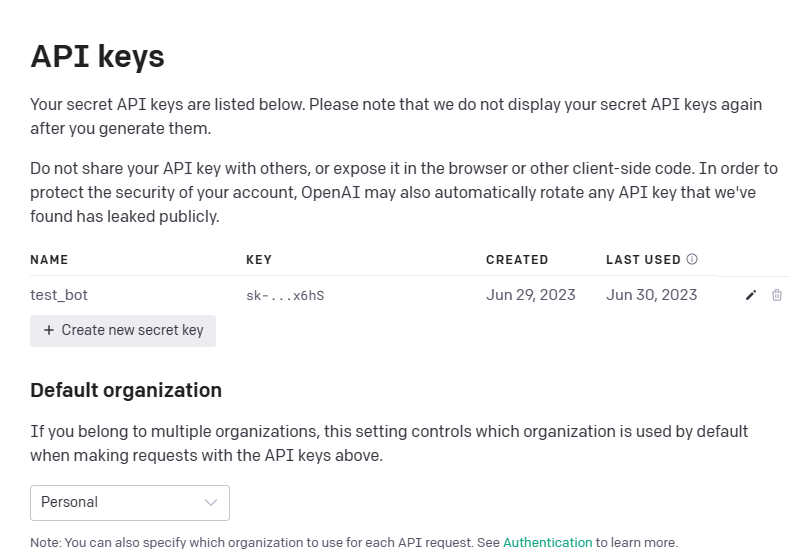 API keys
Your secret API keys are listed below. Please note that we do not display your secret API keys again
after you generate them.
Do not share your API key with others, or expose it in the browser or other client-side code. In order to
protect the security of your account, OpenAI may also automatically rotate any API key that we've
found has leaked publicly.
NAME KEY CREATED LAST USED
test_bot sk-...x6hS Jun 29, 2023 Jun 30, 2023
+ Create new secret key
Default organization
If you belong to multiple organizations, this setting controls which organization is used by default
when making requests with the API keys above.
Personal
Note: You can also specify which organization to use for each API request. See Authentication to learn more.